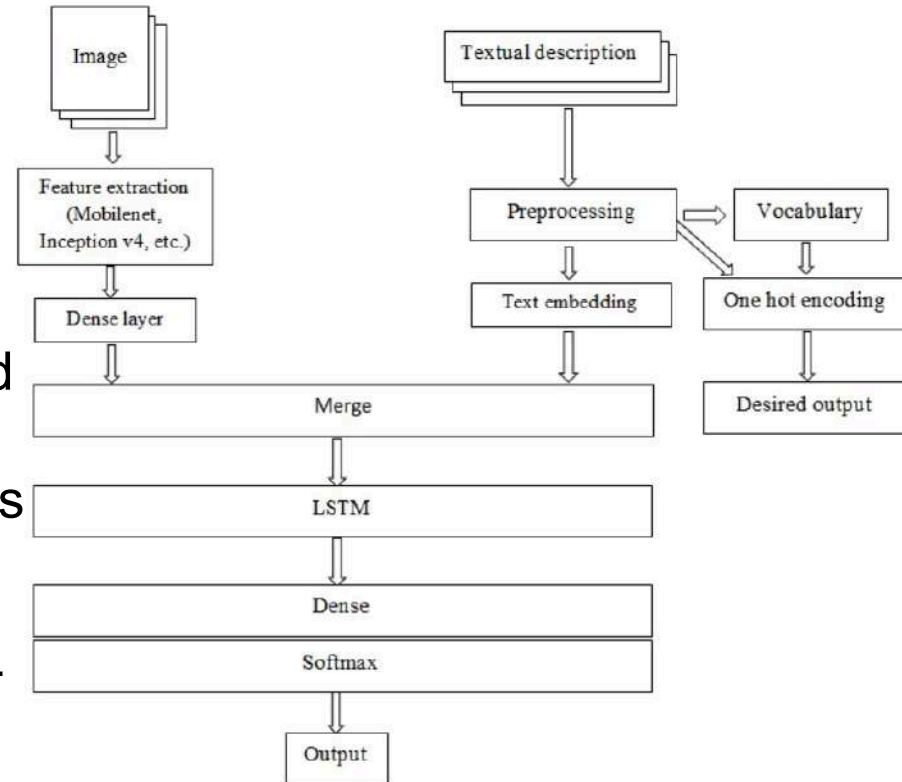 Image
Textual description
Feature extraction
(Mobilenet,
Inception v4, etc.)
Preprocessing
Vocabulary
Dense layer
Text embedding
One hot encoding
d
Merge
Desired output
s
LSTM
Dense
.
Softmax
Output